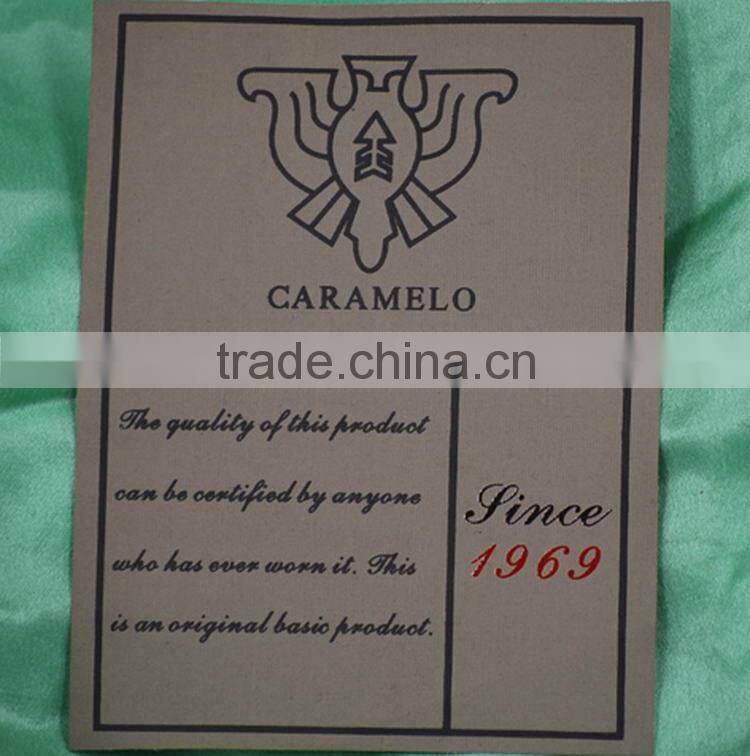 CARAMELO
trade.china.cn
The quality of this product
can be certified by anyone
who has ever worn it. This
is an original basic product.
Since
1969